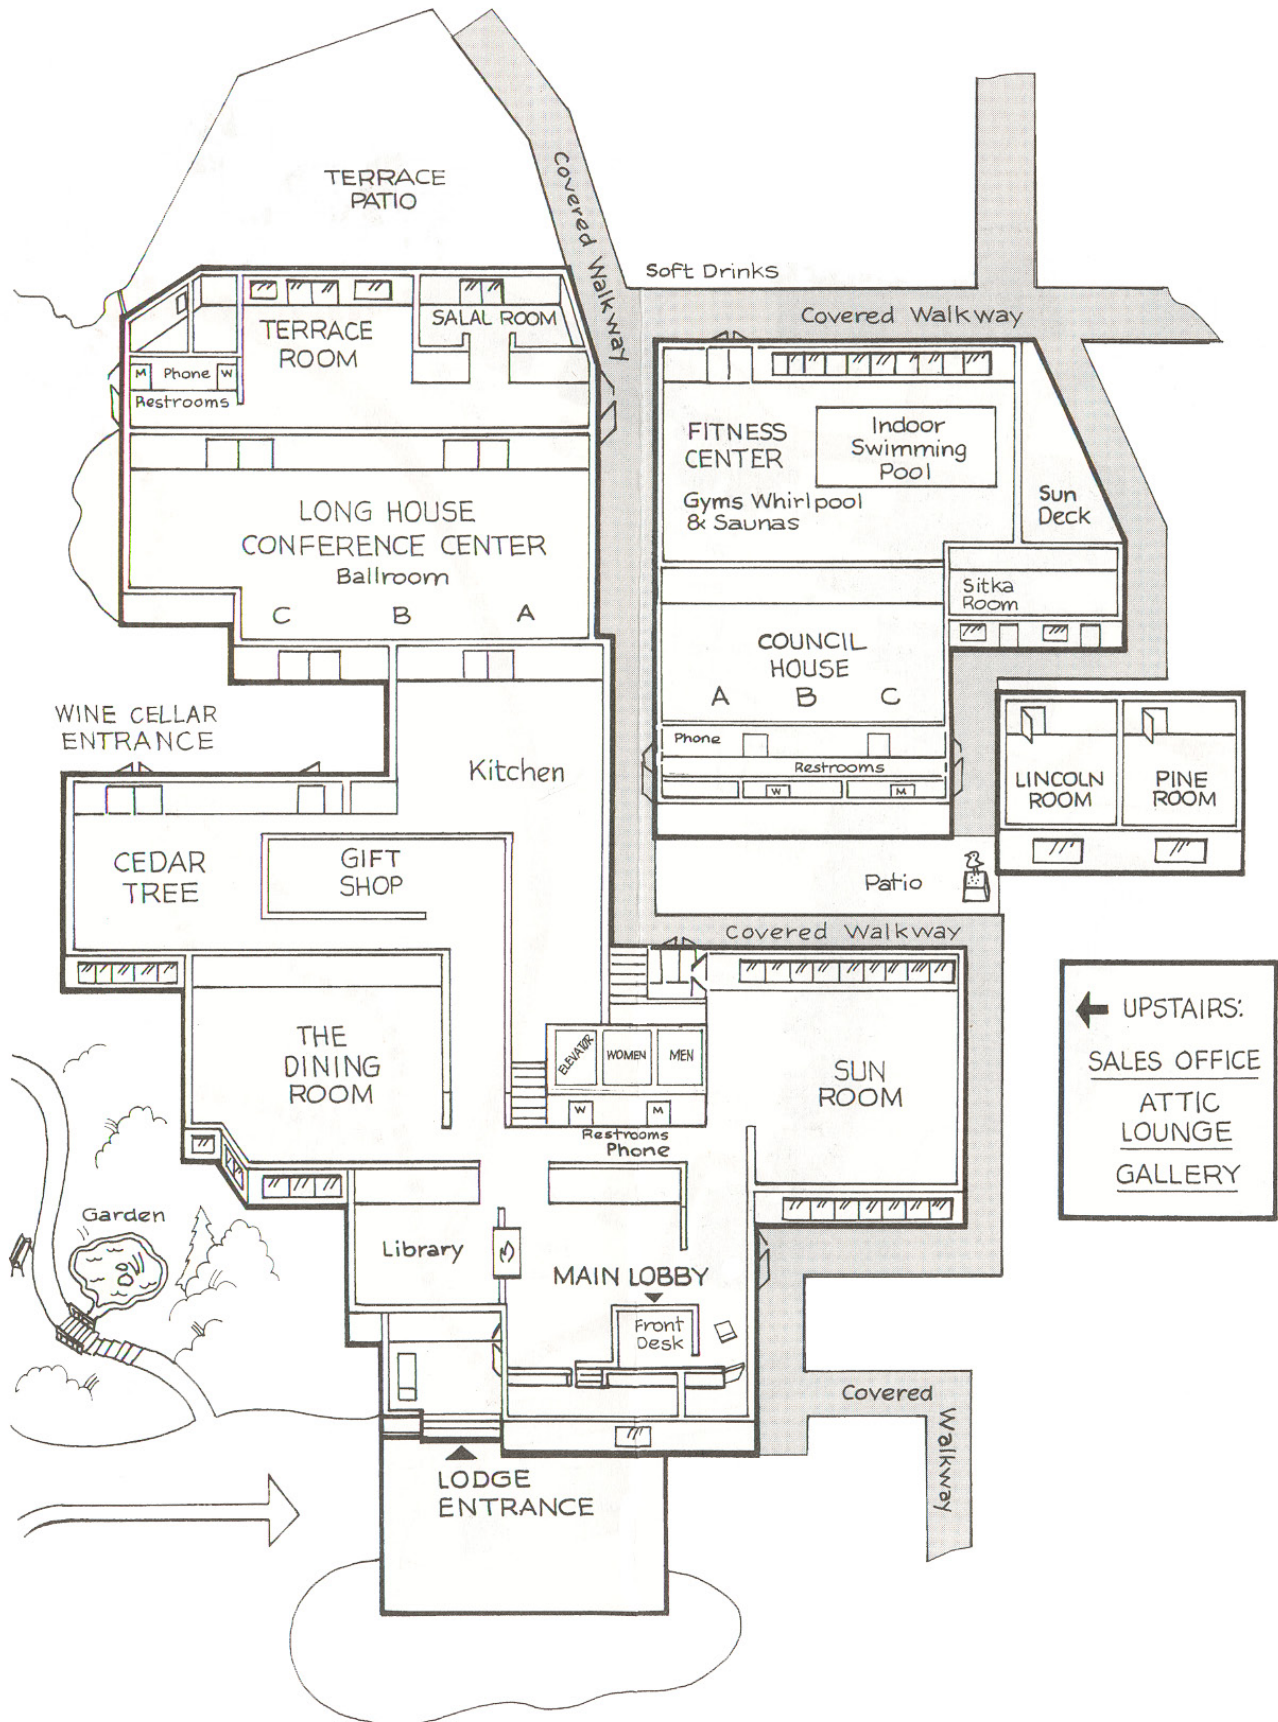 TERRACE
PATIO
Covered Walkway
Soft Drinks
Covered Walkway
TERRACE
ROOM
SALAL ROOM
M Phone W
Restrooms
FITNESS
CENTER
Gyms Whirlpool
& Saunas
Indoor
Swimming
Pool
Sun
Deck
LONG HOUSE
CONFERENCE CENTER
Ballroom
C B A
Sitka
Room
COUNCIL
HOUSE
A B C
Phone
Restrooms
W M
WINE CELLAR
ENTRANCE
Kitchen
LINCOLN
ROOM
PINE
ROOM
CEDAR
TREE
GIFT
SHOP
Patio
Covered Walkway
THE
DINING
ROOM
ELEVATOR
WOMEN
MEN
W M
Restrooms
Phone
SUN
ROOM
UPSTAIRS:
SALES OFFICE
ATTIC
LOUNGE
GALLERY
Garden
Library
MAIN LOBBY
Front
Desk
Covered
Walkway
LODGE
ENTRANCE